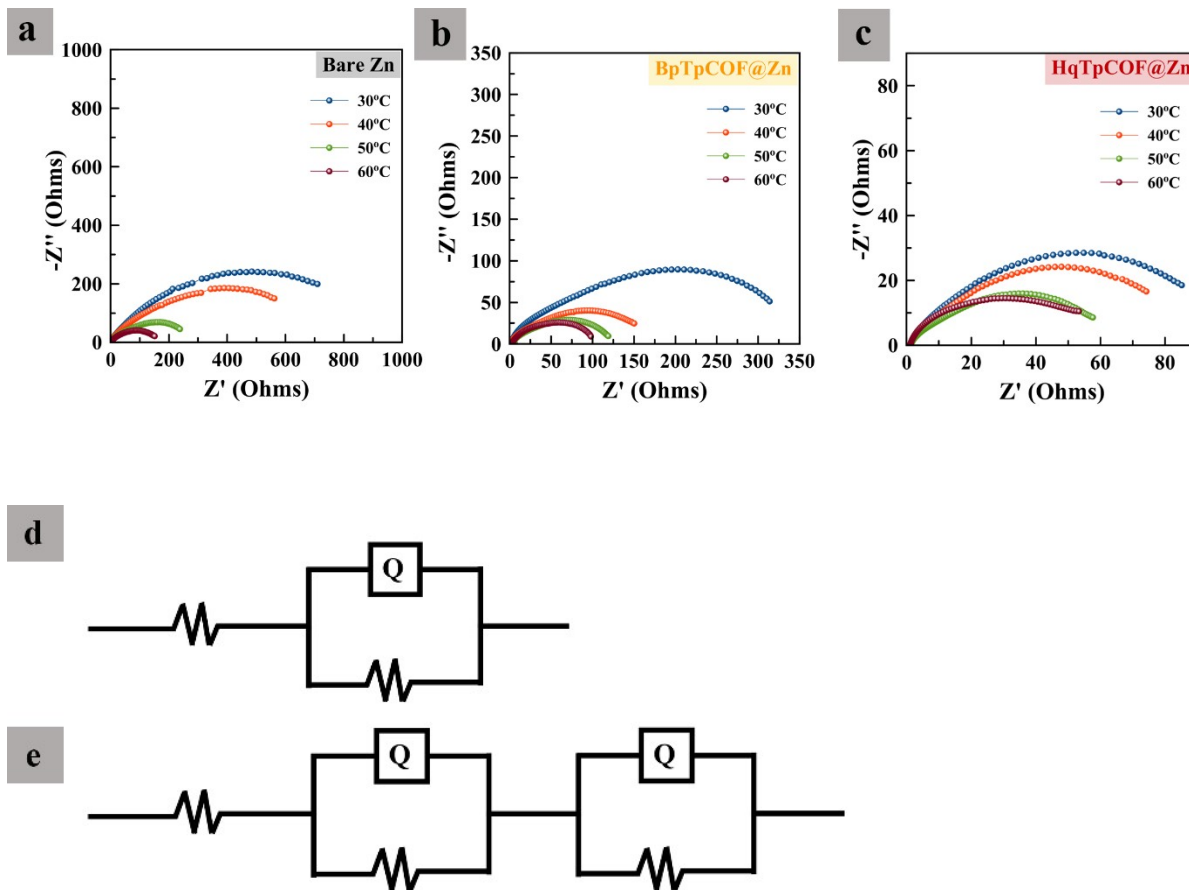 a
1000
Bare Zn
30ºC
40ºC
50ºC
60ºC
800
600
400
200
0
-Z'' (Ohms)
0 200 400 600 800 1000
Z' (Ohms)
b
350
BpTpCOF@Zn
30ºC
40ºC
50ºC
60ºC
300
250
200
150
100
50
0
-Z'' (Ohms)
0 50 100 150 200 250 300 350
Z' (Ohms)
c
HqTpCOF@Zn
30ºC
40ºC
50ºC
60ºC
80
60
40
20
0
-Z'' (Ohms)
0 20 40 60 80
Z' (Ohms)
d
Q
e
Q Q